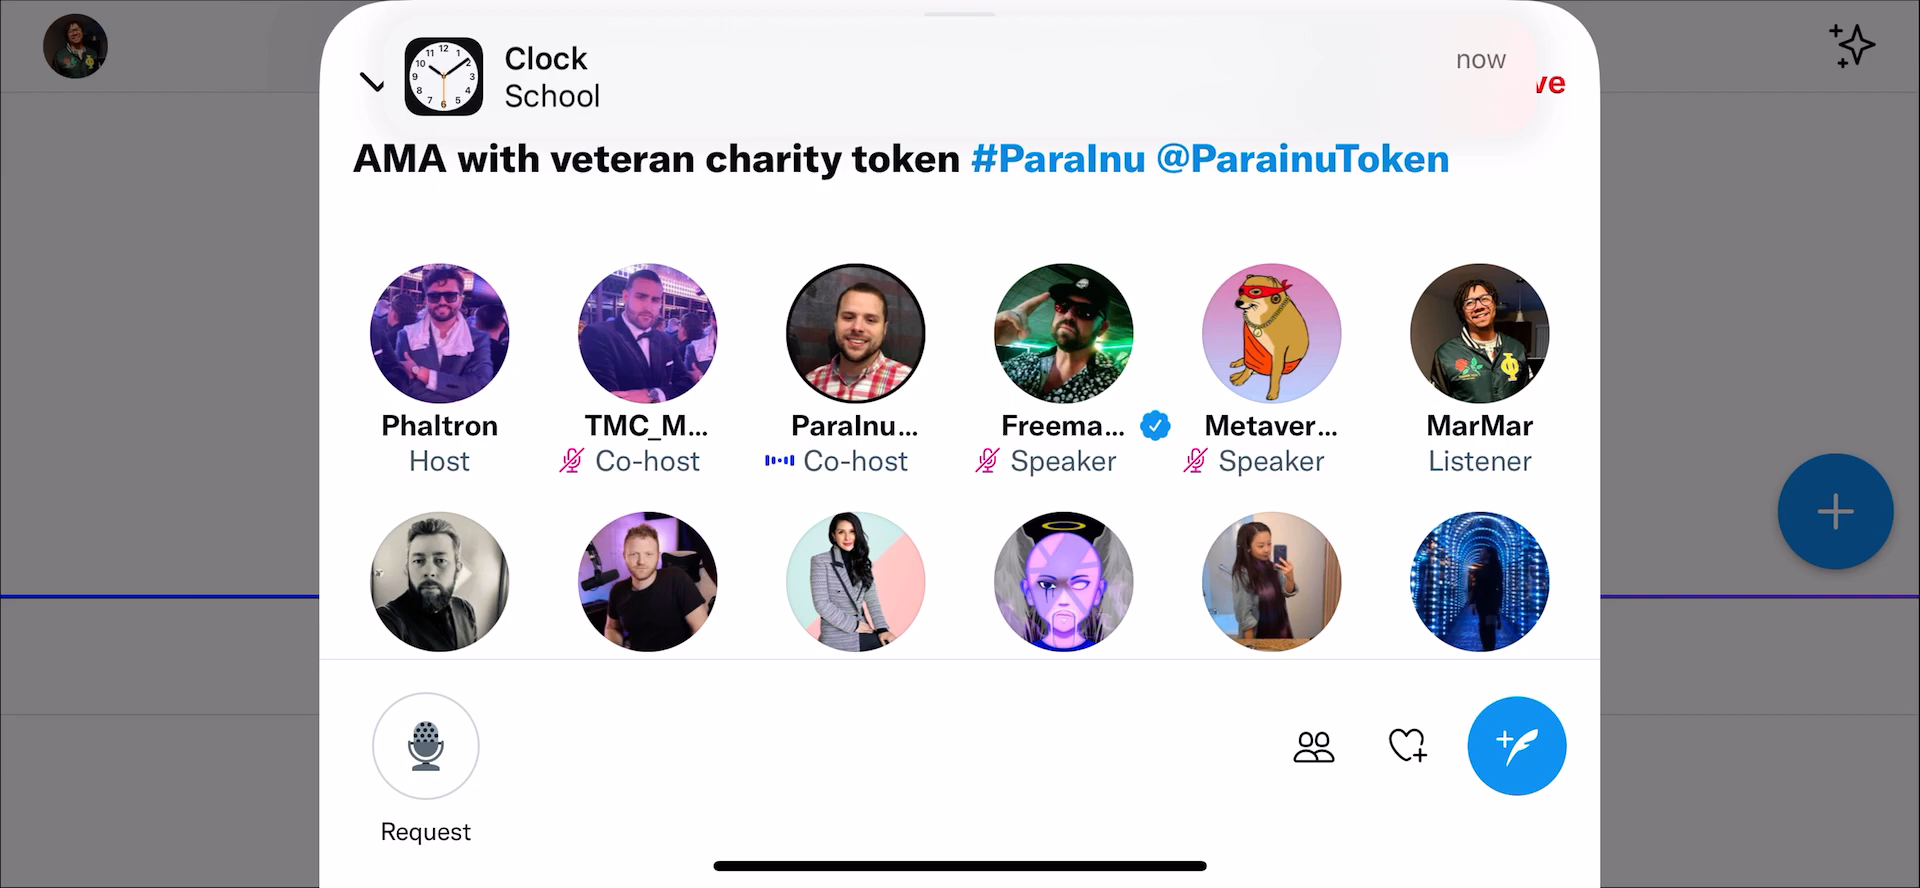 Clock
School
now
ve
AMA with veteran charity token #ParaInu @ParainuToken
Phaltron
Host
TMC_M...
Co-host
ParaInu...
Co-host
Freema...
Speaker
Metaver...
Speaker
MarMar
Listener
Request